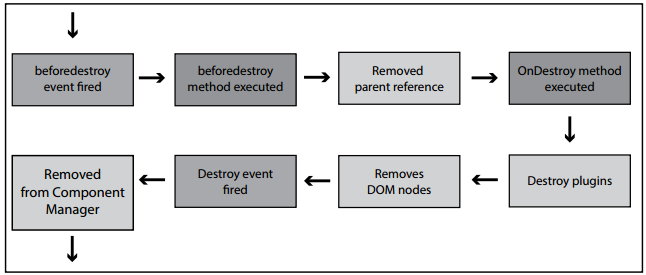 beforedestroy
event fired
beforedestroy
method executed
Removed
parent reference
OnDestroy method
executed
Destroy plugins
Removes
DOM nodes
Destroy event
fired
Removed
from Component
Manager